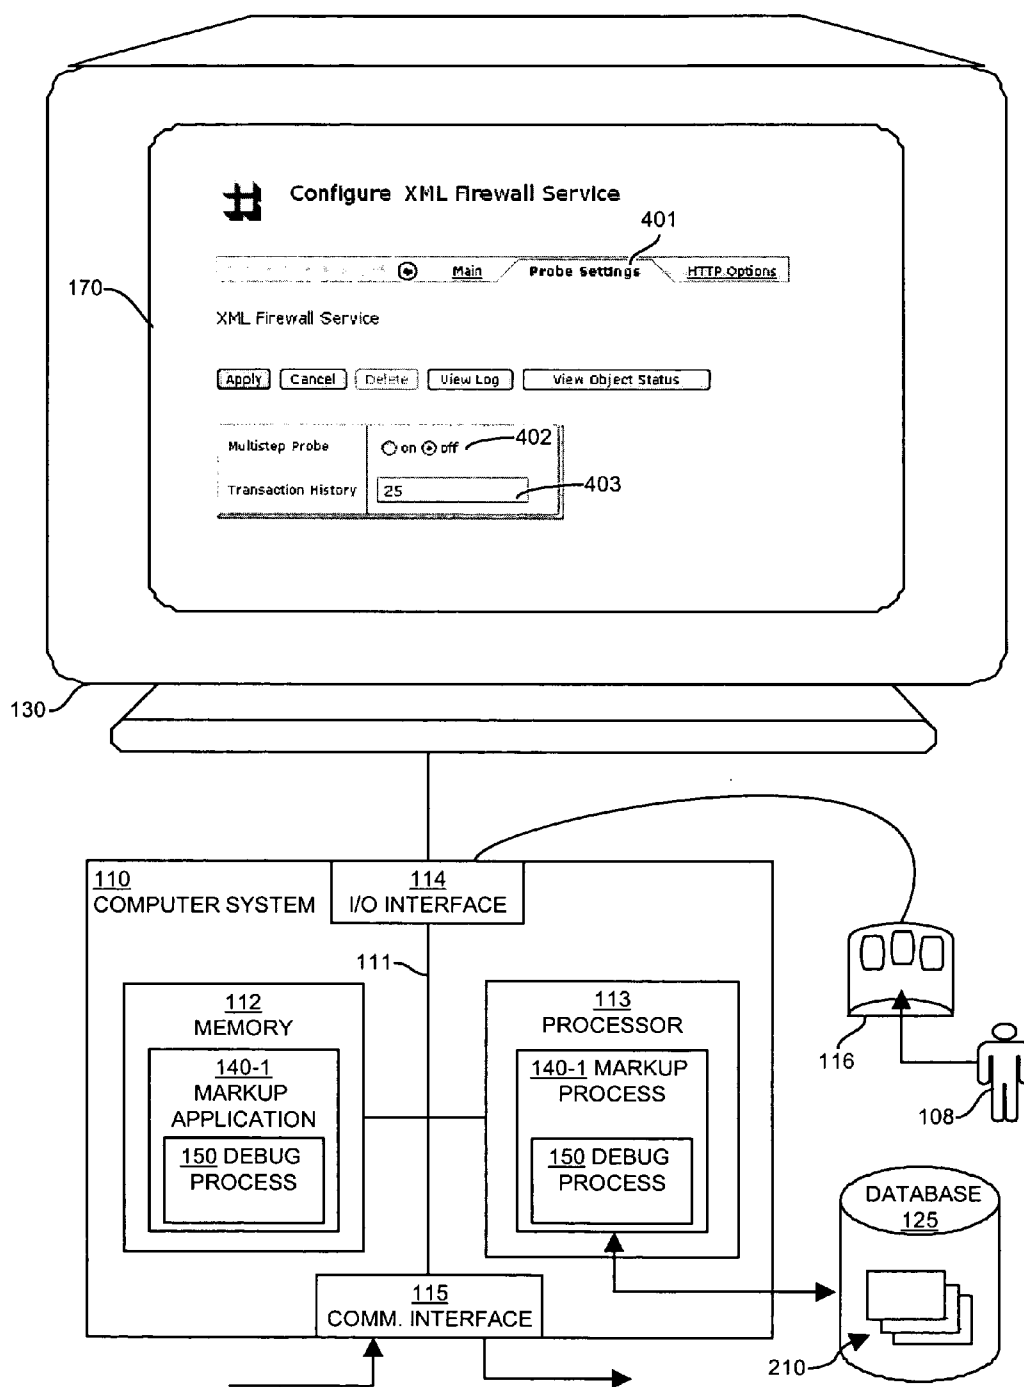 Configure XML Firewall Service
401
Main Probe Settings HTTP Options
170
XML Firewall Service
Apply Cancel Delete View Log View Object Status
Multistep Probe on off 402
Transaction History 25 403
130
110
COMPUTER SYSTEM
114
I/O INTERFACE
111
112
MEMORY
113
PROCESSOR
140-1
MARKUP
APPLICATION
140-1 MARKUP
PROCESS
150 DEBUG
PROCESS
150 DEBUG
PROCESS
116
108
DATABASE
125
115
COMM. INTERFACE
210